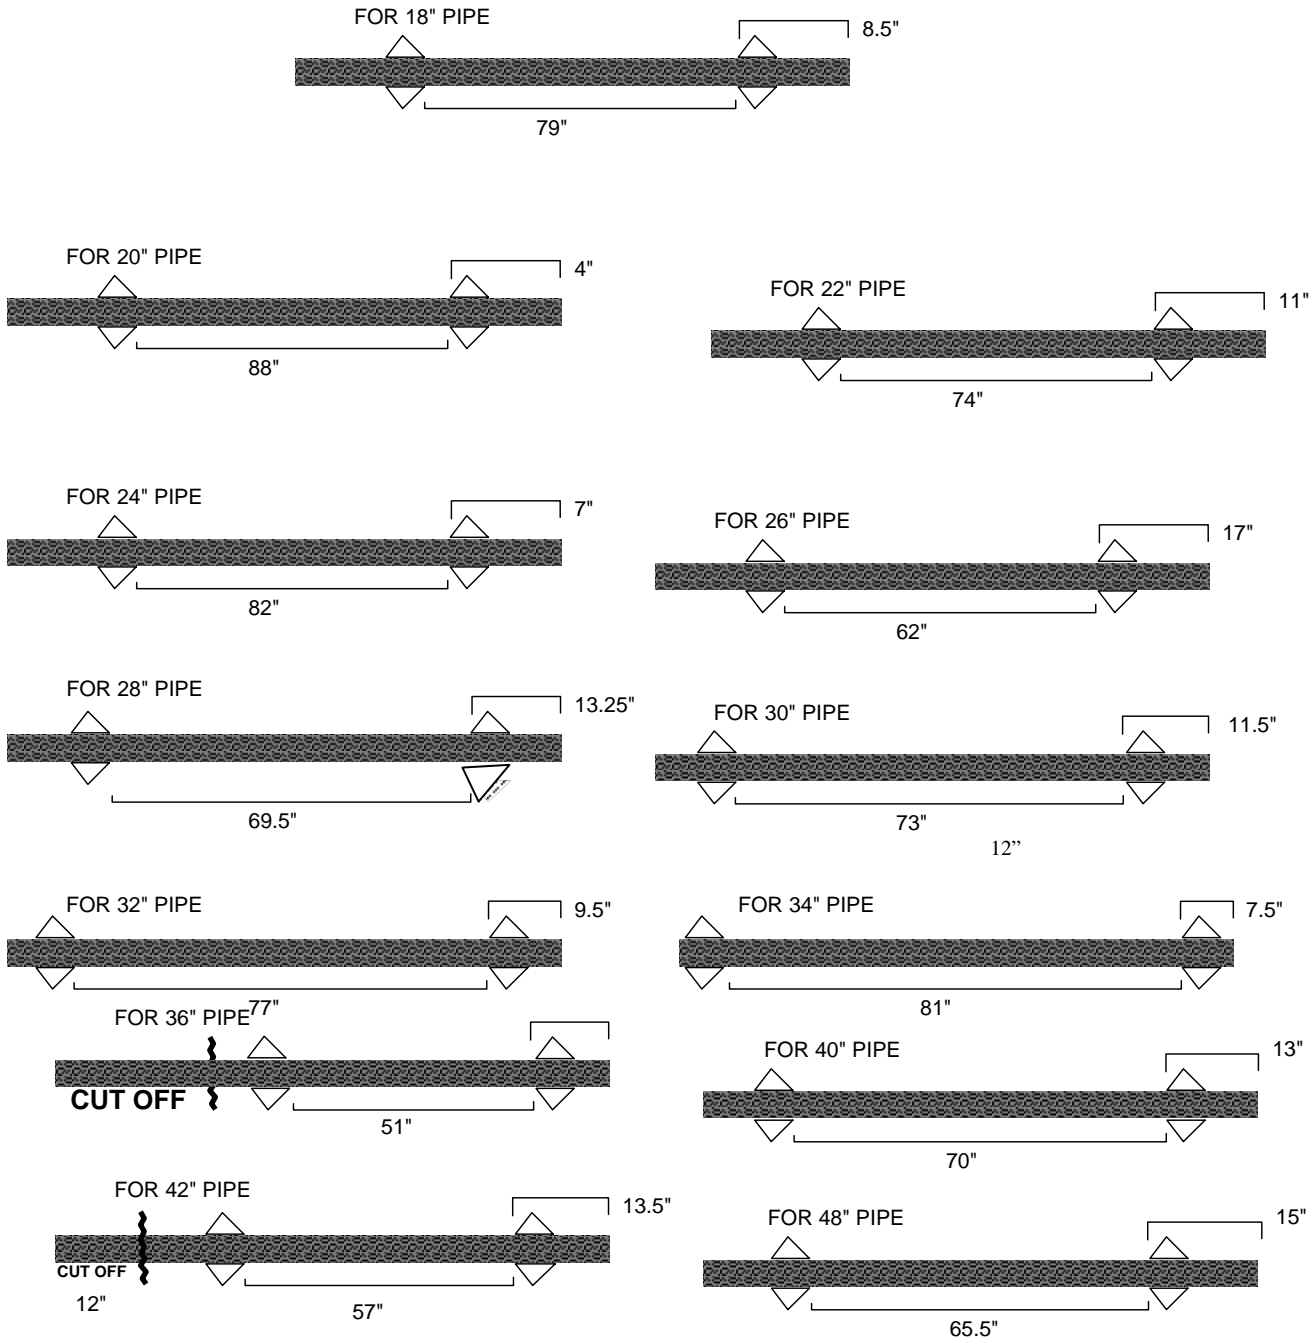 FOR 18" PIPE
8.5"
79"
FOR 20" PIPE
4"
88"
FOR 22" PIPE
11"
74"
FOR 24" PIPE
7"
82"
FOR 26" PIPE
17"
62"
FOR 28" PIPE
13.25"
69.5"
FOR 30" PIPE
11.5"
73"
12”
FOR 32" PIPE
9.5"
77"
FOR 34" PIPE
7.5"
81"
FOR 36" PIPE
CUT OFF
51"
FOR 40" PIPE
13"
70"
FOR 42" PIPE
13.5"
CUT OFF
12"
57"
FOR 48" PIPE
15"
65.5"